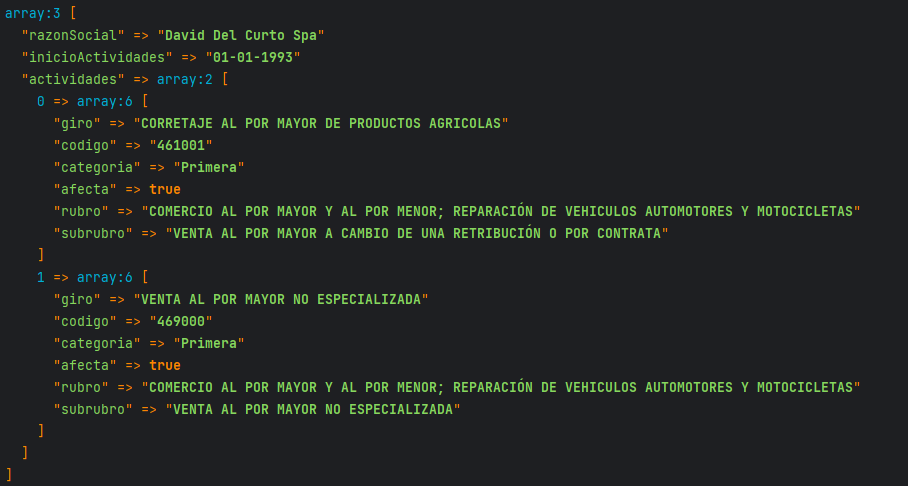 array:3 [
  "razonSocial" => "David Del Curto Spa"
  "inicioActividades" => "01-01-1993"
  "actividades" => array:2 [
    0 => array:6 [
      "giro" => "CORRETAJE AL POR MAYOR DE PRODUCTOS AGRICOLAS"
      "codigo" => "461001"
      "categoria" => "Primera"
      "afecta" => true
      "rubro" => "COMERCIO AL POR MAYOR Y AL POR MENOR; REPARACIÓN DE VEHICULOS AUTOMOTORES Y MOTOCICLETAS"
      "subrubro" => "VENTA AL POR MAYOR A CAMBIO DE UNA RETRIBUCIÓN O POR CONTRATA"
    ]
    1 => array:6 [
      "giro" => "VENTA AL POR MAYOR NO ESPECIALIZADA"
      "codigo" => "469000"
      "categoria" => "Primera"
      "afecta" => true
      "rubro" => "COMERCIO AL POR MAYOR Y AL POR MENOR; REPARACIÓN DE VEHICULOS AUTOMOTORES Y MOTOCICLETAS"
      "subrubro" => "VENTA AL POR MAYOR NO ESPECIALIZADA"
    ]
  ]
]